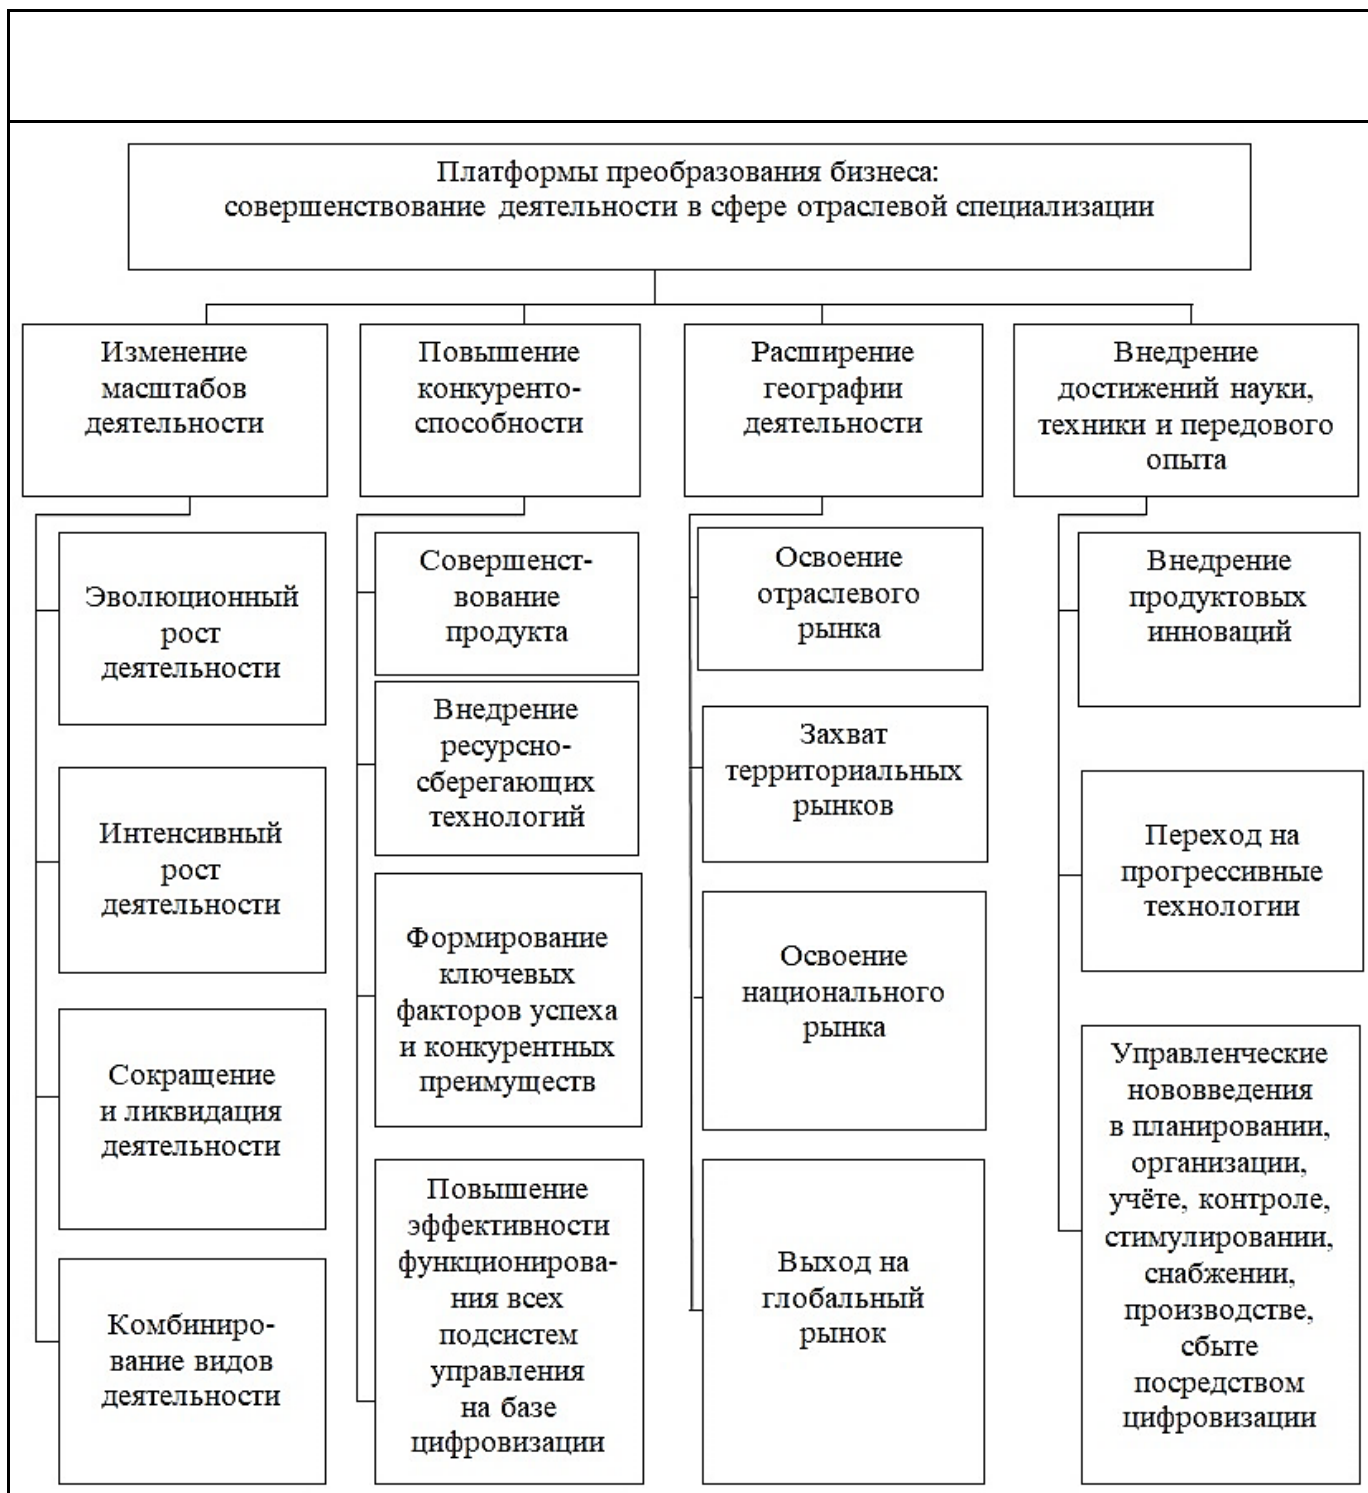 Платформы преобразования бизнеса:
совершенствование деятельности в сфере отраслевой специализации
Изменение
масштабов
деятельности
Эволюционный
рост
деятельности
Интенсивный
рост
деятельности
Сокращение
и ликвидация
деятельности
Комбиниро-
вание видов
деятельности
Повышение
конкуренто-
способности
Совершенст-
вование
продукта
Внедрение
ресурсно-
сберегающих
технологий
Формирование
ключевых
факторов успеха
и конкурентных
преимуществ
Повышение
эффективности
функционирова-
ния всех
подсистем
управления
на базе
цифровизации
Расширение
географии
деятельности
Освоение
отраслевого
рынка
Захват
территориальных
рынков
Освоение
национального
рынка
Выход на
глобальный
рынок
Внедрение
достижений науки,
техники и передового
опыта
Внедрение
продуктовых
инноваций
Переход на
прогрессивные
технологии
Управленческие
нововведения
в планировании,
организации,
учёте, контроле,
стимулировании,
снабжении,
производстве,
сбыте
посредством
цифровизации